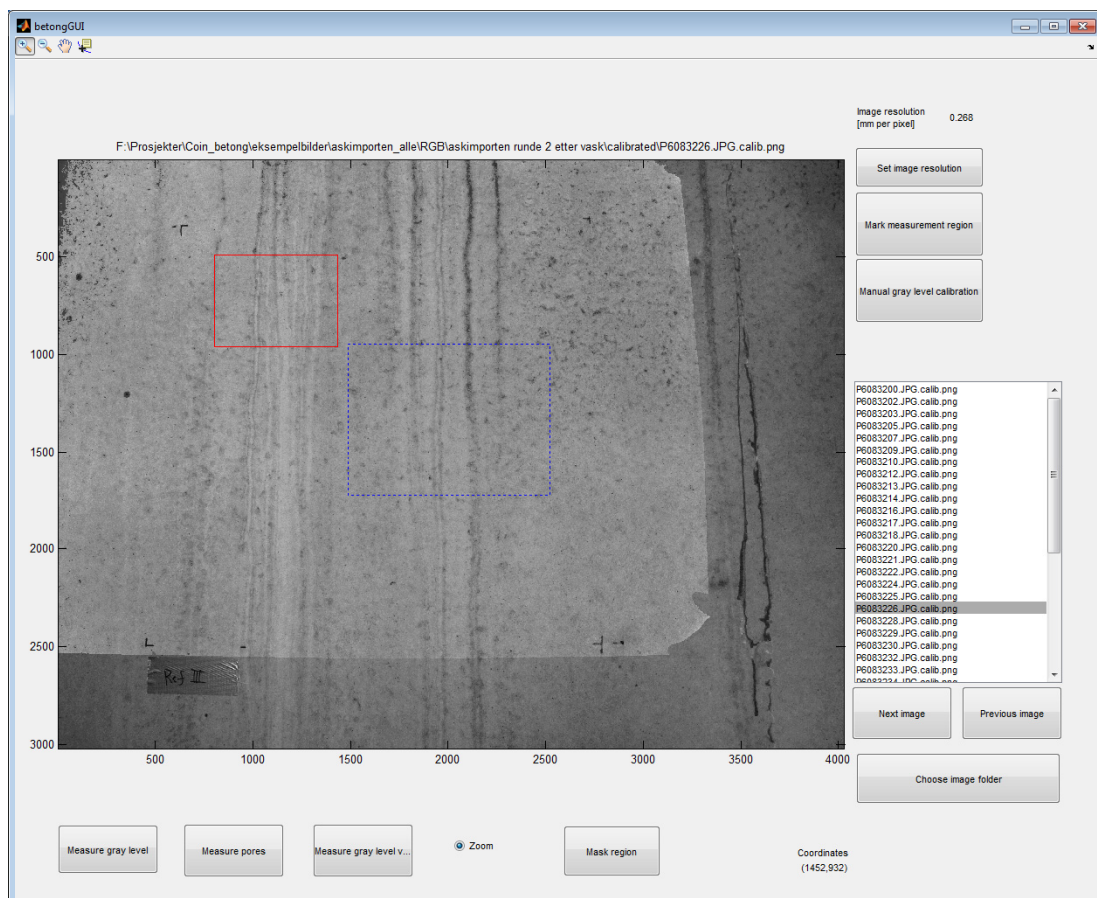 betongGUI
Image resolution
[mm per pixel]
0.268
F:\Prosjekter\Coin_betong\eksempelbilder\askimporten_alle\RGB\askimporten runde 2 etter vask\calibrated\P6083226.JPG.calib.png
Set image resolution
Mark measurement region
Manual gray level calibration
500
1000
1500
2000
2500
3000
500
1000
1500
2000
2500
3000
3500
4000
Ref III
P6083200.JPG.calib.png
P6083202.JPG.calib.png
P6083203.JPG.calib.png
P6083205.JPG.calib.png
P6083207.JPG.calib.png
P6083209.JPG.calib.png
P6083210.JPG.calib.png
P6083212.JPG.calib.png
P6083213.JPG.calib.png
P6083214.JPG.calib.png
P6083216.JPG.calib.png
P6083217.JPG.calib.png
P6083218.JPG.calib.png
P6083220.JPG.calib.png
P6083221.JPG.calib.png
P6083222.JPG.calib.png
P6083224.JPG.calib.png
P6083225.JPG.calib.png
P6083226.JPG.calib.png
P6083228.JPG.calib.png
P6083229.JPG.calib.png
P6083230.JPG.calib.png
P6083232.JPG.calib.png
P6083233.JPG.calib.png
P6083234.JPG.calib.png
Next image
Previous image
Choose image folder
Measure gray level
Measure pores
Measure gray level v...
Zoom
Mask region
Coordinates
(1452,932)